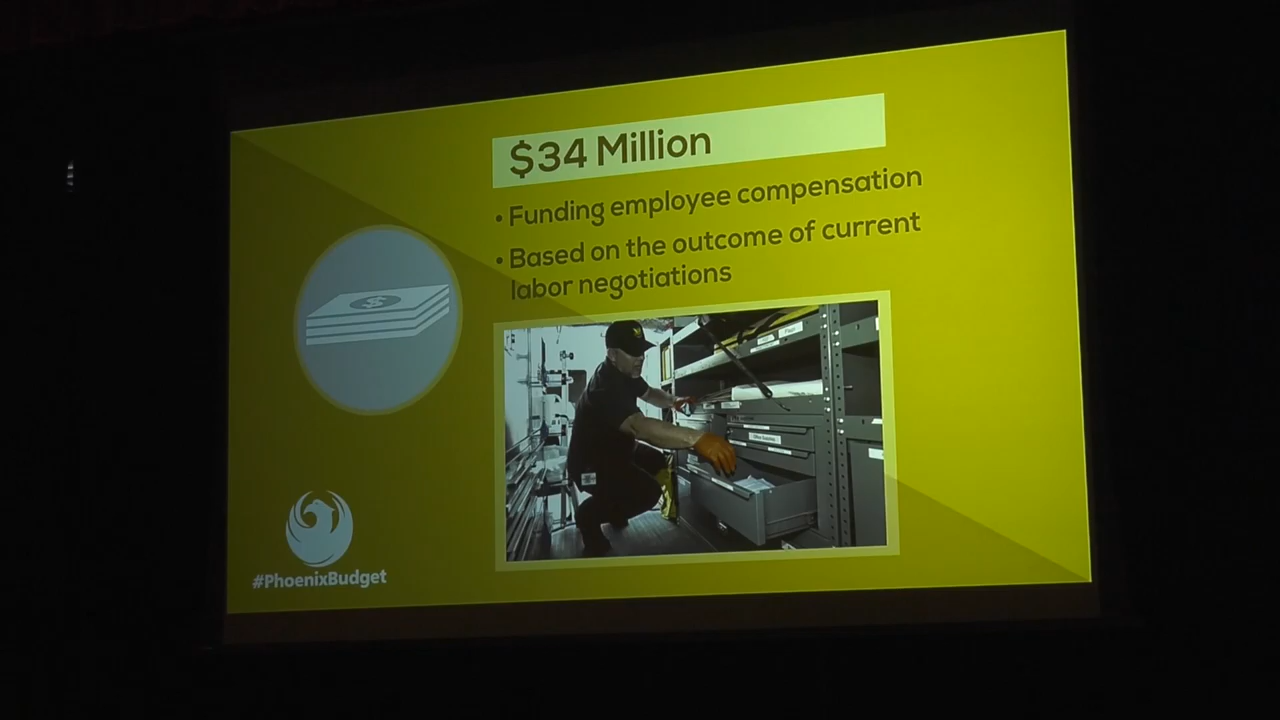 $34 Million
• Funding employee compensation
• Based on the outcome of current
labor negotiations
$
#PhoenixBudget